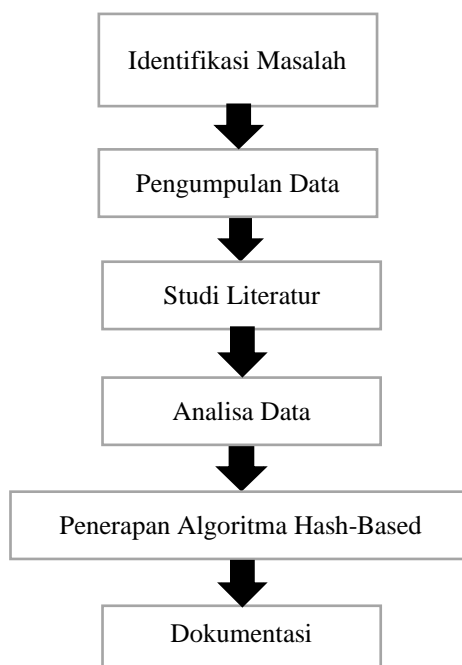 Identifikasi Masalah
Pengumpulan Data
Studi Literatur
Analisa Data
Penerapan Algoritma Hash-Based
Dokumentasi